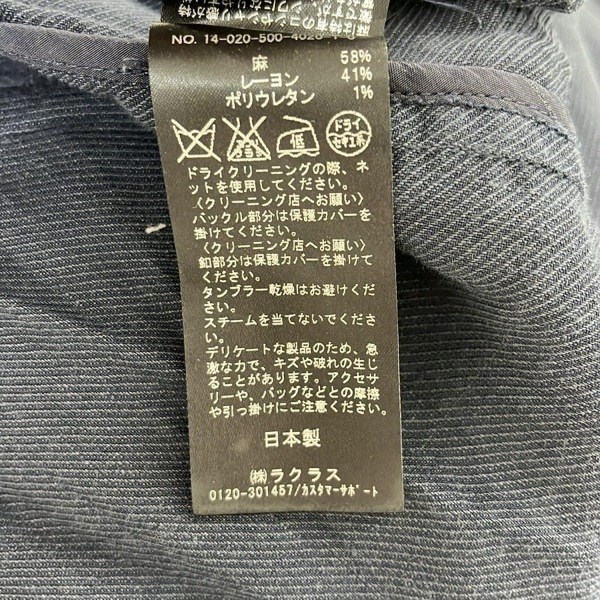 NO. 14-020-500-402
麻 58%
レーヨン 41%
ポリウレタン 1%
低
ドライ
セキユ系
ドライクリーニングの際、ネ
ットを使用してください。
〈クリーニング店へお願い〉
バックル部分は保護カバーを
掛けてください。
〈クリーニング店へお願い〉
釦部分は保護カバーを掛けて
ください。
タンブラー乾燥はお避けくだ
さい。
スチームを当てないでくださ
い。
デリケートな製品のため、急
激な力で、キズや破れの生じ
ることがあります。アクセサ
リーや、バッグなどとの摩擦
や引っ掛けにご注意ください。
日本製
㈱ラクラス
0120-301457/カスタマーサポート